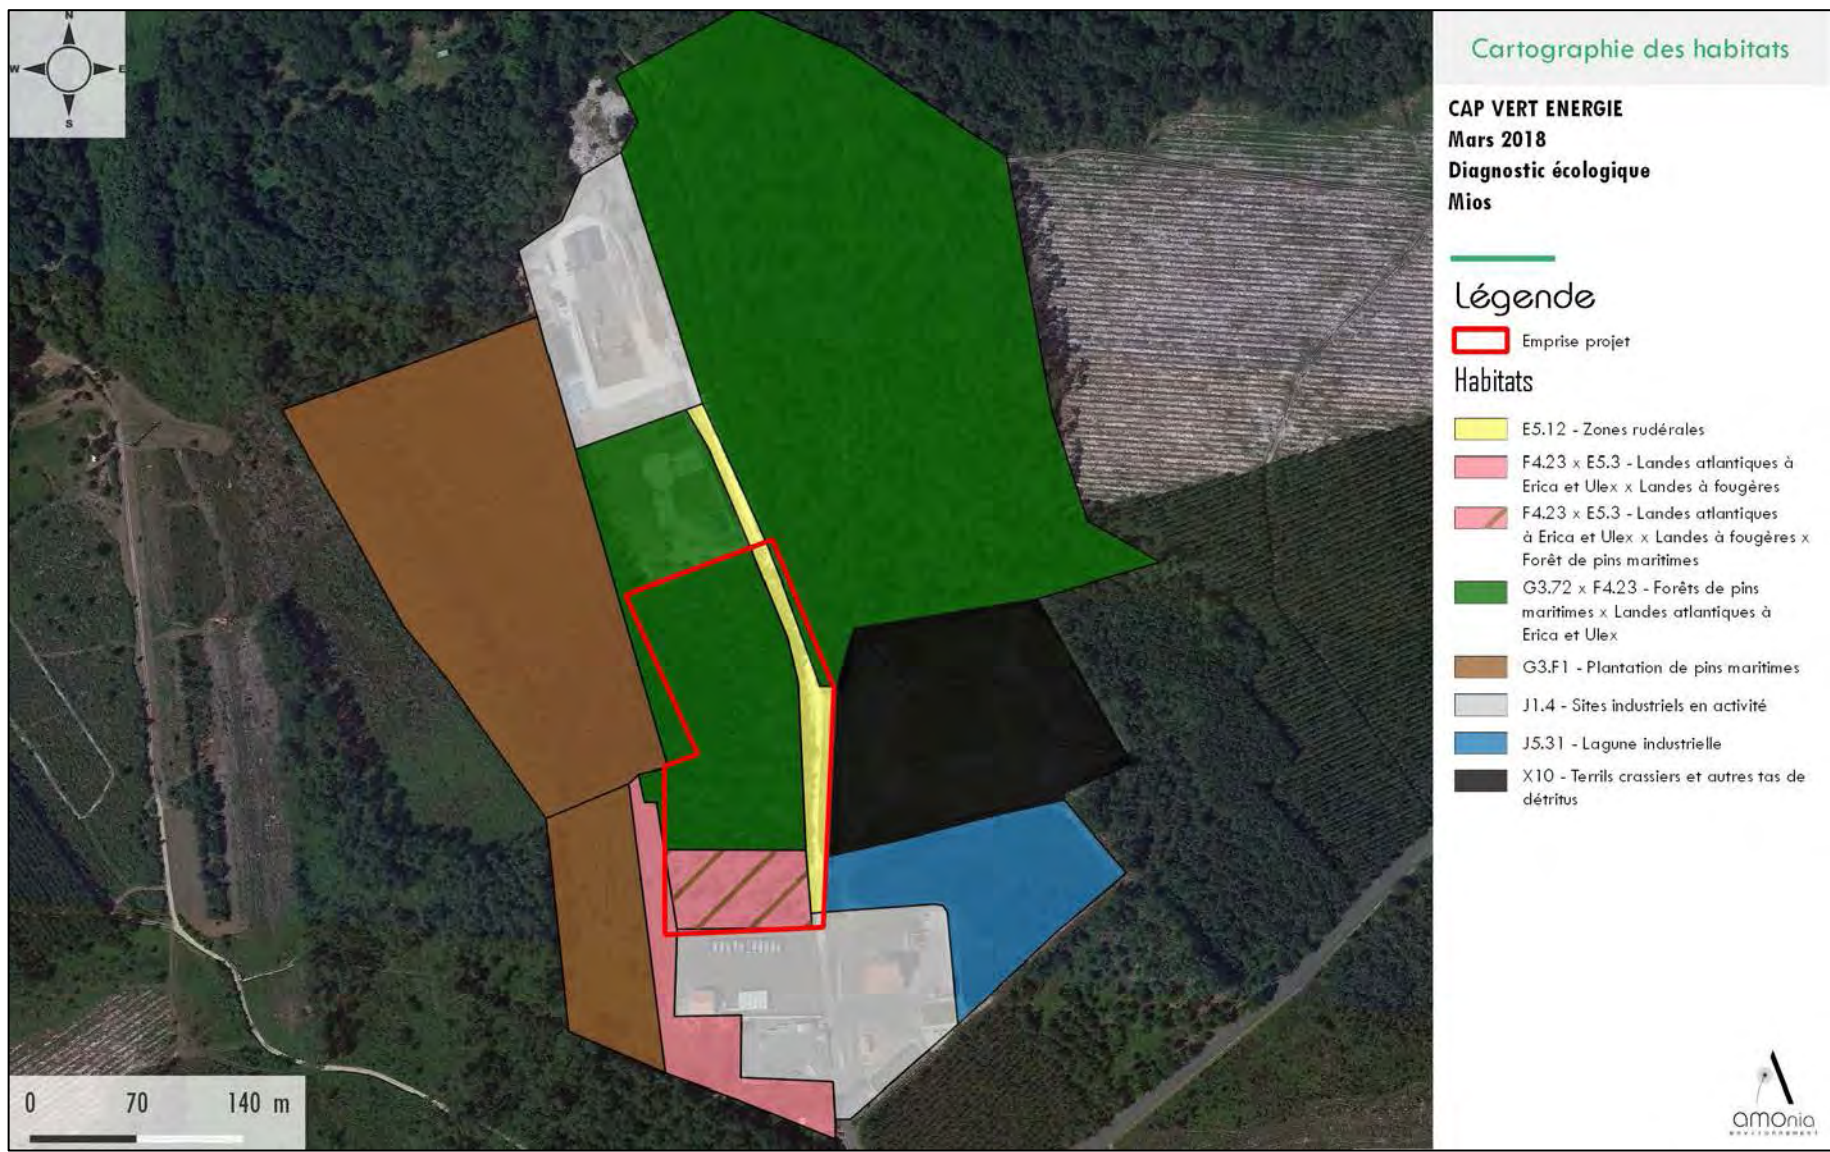 N
W
E
S
Cartographie des habitats
CAP VERT ENERGIE
Mars 2018
Diagnostic écologique
Mios
Légende
Emprise projet
Habitats
E5.12 - Zones rudérales
F4.23 x E5.3 - Landes atlantiques à
Erica et Ulex x Landes à fougères
F4.23 x E5.3 - Landes atlantiques
à Erica et Ulex x Landes à fougères x
Forêt de pins maritimes
G3.72 x F4.23 - Forêts de pins
maritimes x Landes atlantiques à
Erica et Ulex
G3.F1 - Plantation de pins maritimes
J1.4 - Sites industriels en activité
J5.31 - Lagune industrielle
X10 - Terrils crassiers et autres tas de
détritus
0 70 140 m
amonia
environnement